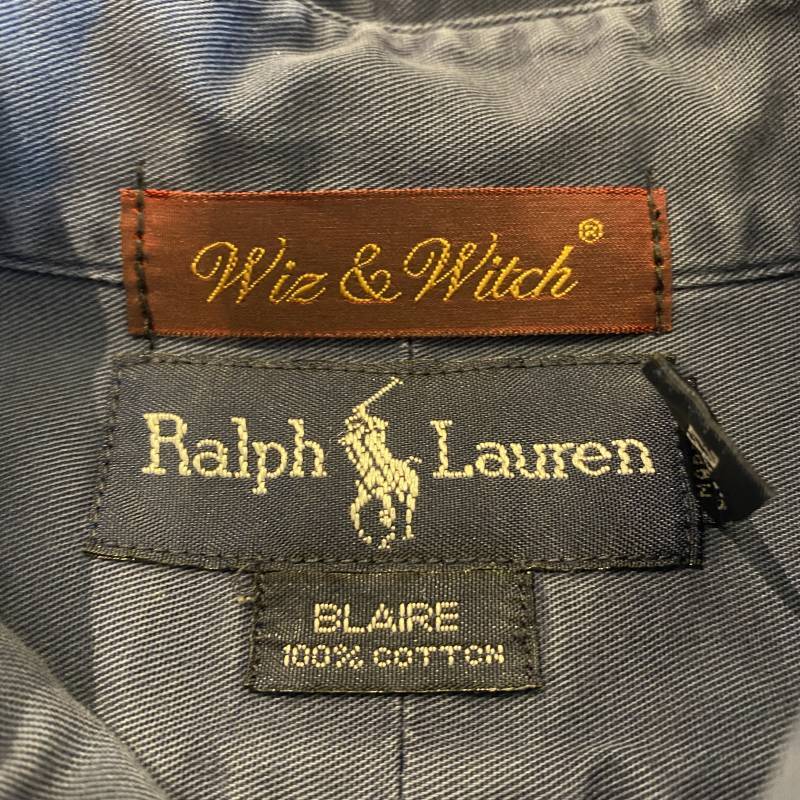 Wiz & Witch®
Ralph Lauren
BLAIRE
100% COTTON